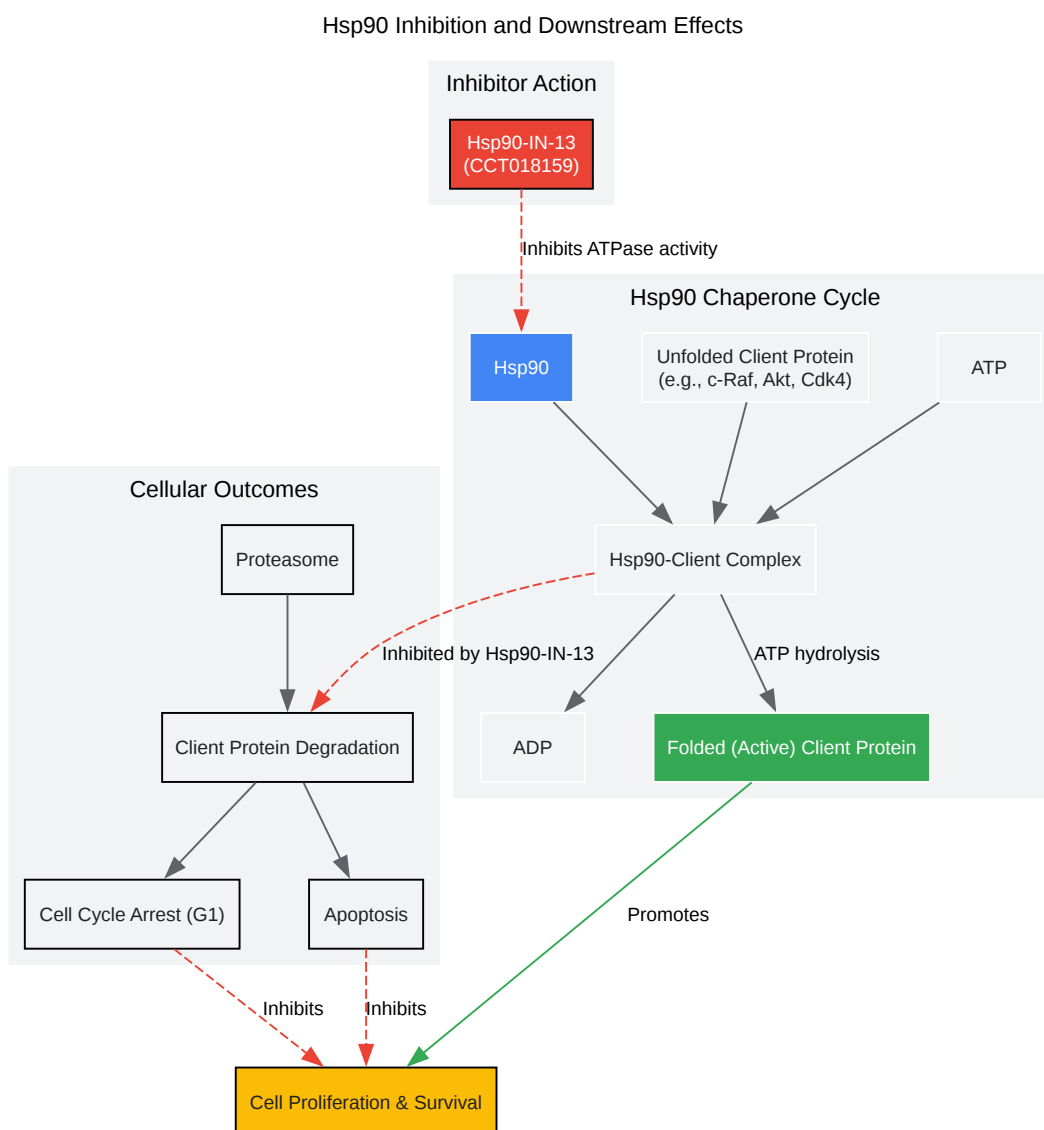 Hsp90 Inhibition and Downstream Effects
Inhibitor Action
Hsp90-IN-13
(CCT018159)
Inhibits ATPase activity
Hsp90 Chaperone Cycle
Hsp90
Unfolded Client Protein
(e.g., c-Raf, Akt, Cdk4)
ATP
Cellular Outcomes
Proteasome
Hsp90-Client Complex
Inhibited by Hsp90-IN-13
ATP hydrolysis
Client Protein Degradation
ADP
Folded (Active) Client Protein
Cell Cycle Arrest (G1)
Apoptosis
Promotes
Inhibits
Inhibits
Cell Proliferation & Survival